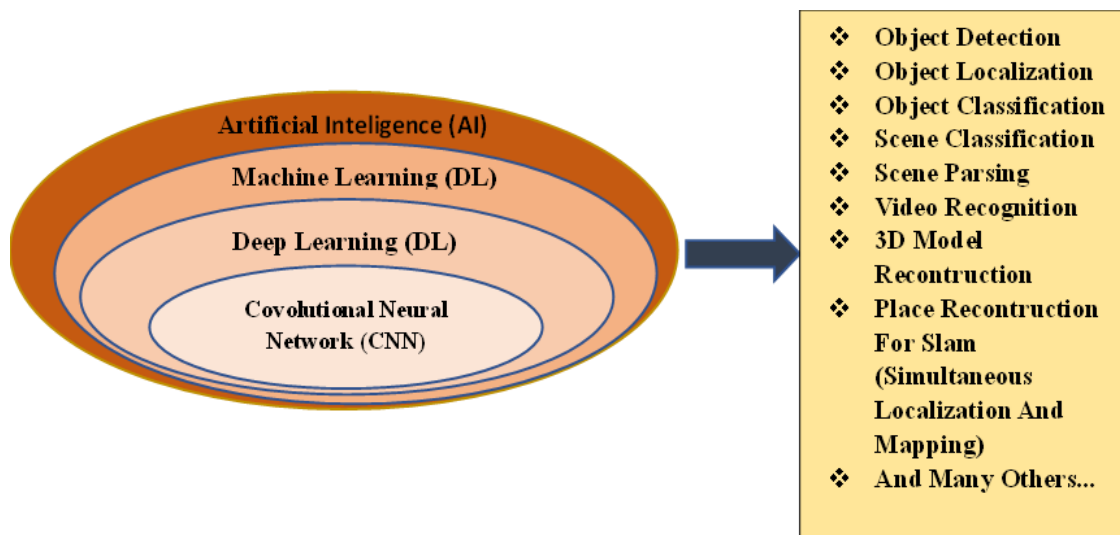 Artificial Inteligence (AI)
Machine Learning (DL)
Deep Learning (DL)
Covolutional Neural
Network (CNN)
❖ Object Detection
❖ Object Localization
❖ Object Classification
❖ Scene Classification
❖ Scene Parsing
❖ Video Recognition
❖ 3D Model
Recontruction
❖ Place Recontruction
For Slam
(Simultaneous
Localization And
Mapping)
❖ And Many Others...